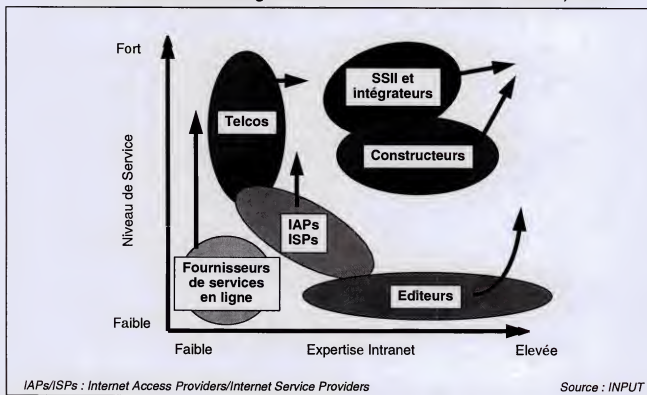 Fort
SSII et
intégrateurs
Telcos
Constructeurs
Niveau de Service
IAPs
ISPs
Fournisseurs
de services
en ligne
Editeurs
Faible
Faible
Expertise Intranet
Elevée
IAPs/ISPs : Internet Access Providers/Internet Service Providers
Source : INPUT